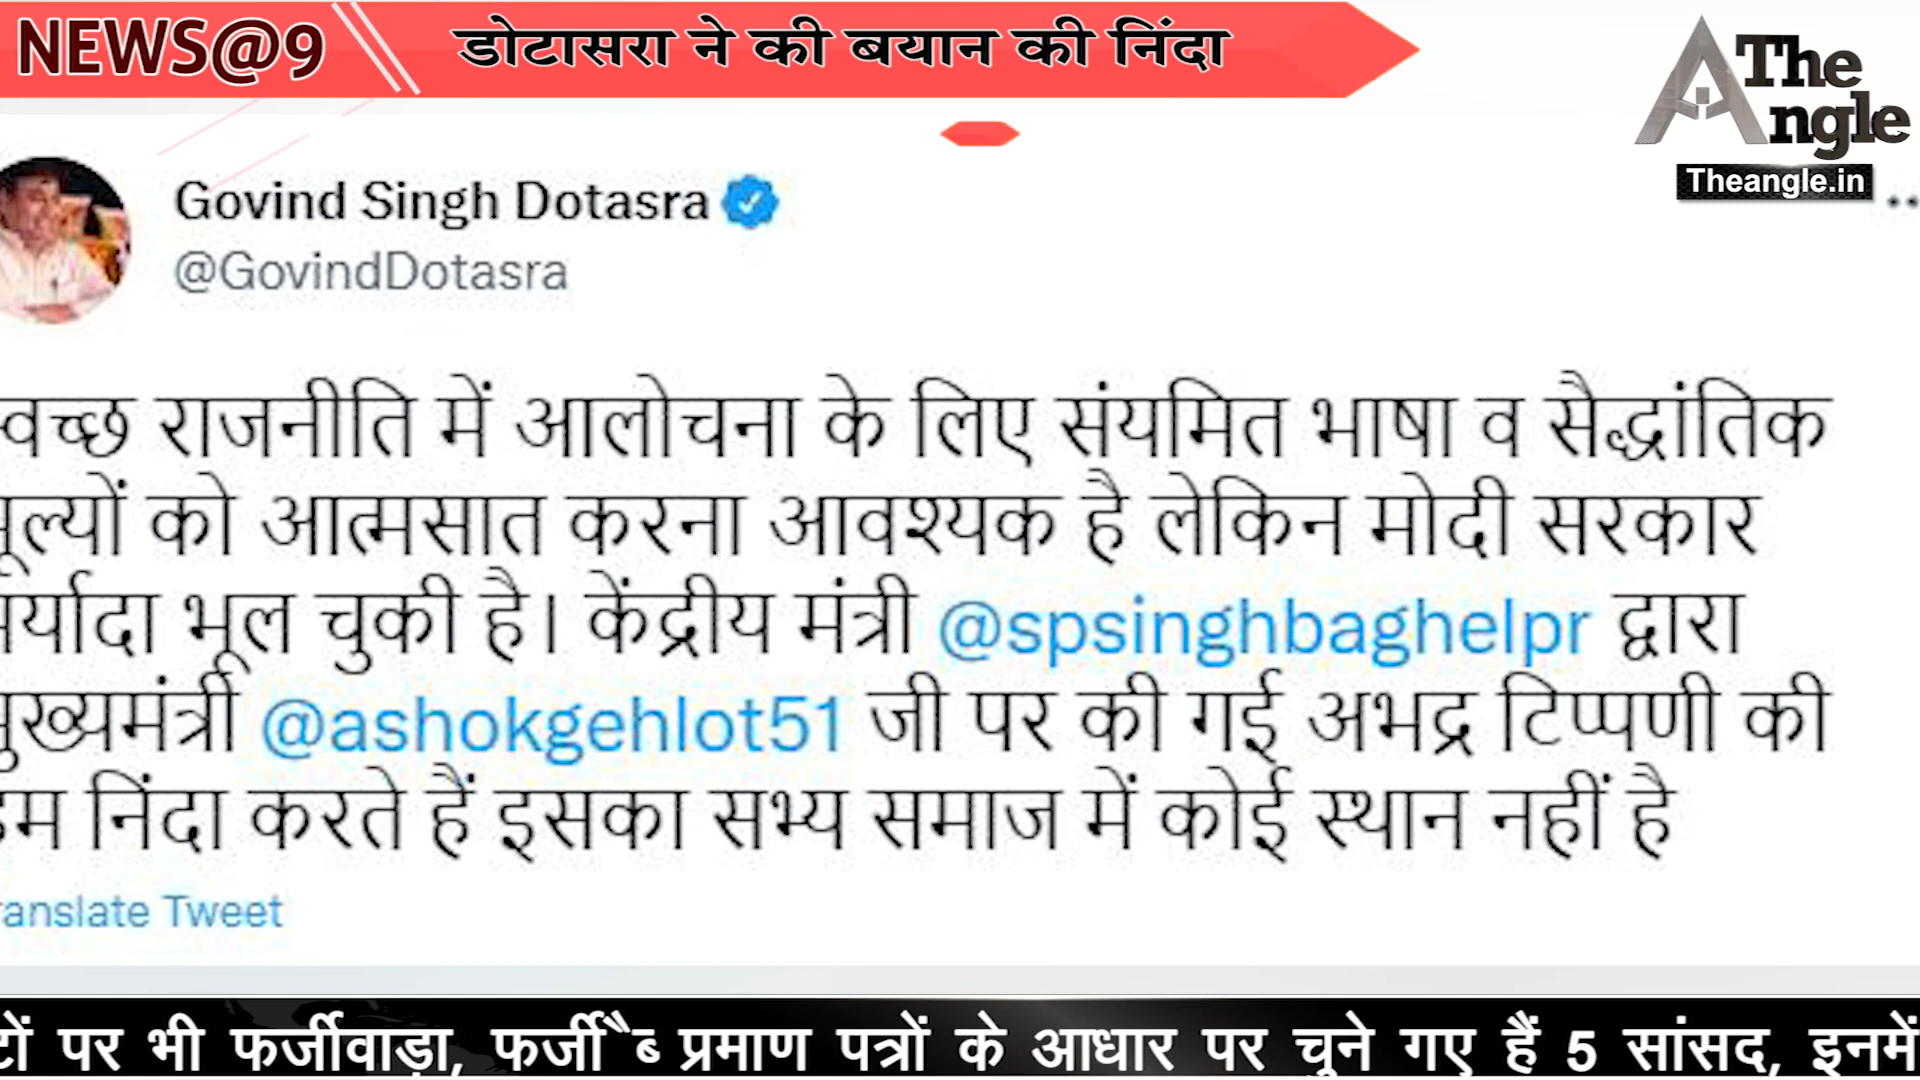 NEWS@9
डोटासरा ने की बयान की निंदा
The
Angle
Theangle.in
Govind Singh Dotasra
@GovindDotasra
वच्छ राजनीति में आलोचना के लिए संयमित भाषा व सैद्धांतिक
ूल्यों को आत्मसात करना आवश्यक है लेकिन मोदी सरकार
र्यादा भूल चुकी है। केंद्रीय मंत्री @spsinghbaghelpr द्वारा
ुख्यमंत्री @ashokgehlot51 जी पर की गई अभद्र टिप्पणी की
हम निंदा करते हैं इसका सभ्य समाज में कोई स्थान नहीं है
ranslate Tweet
टों पर भी फर्जीवाड़ा, प्रमाण पत्रों के आधार पर चुने गए हैं 5 सांसद, इनमें